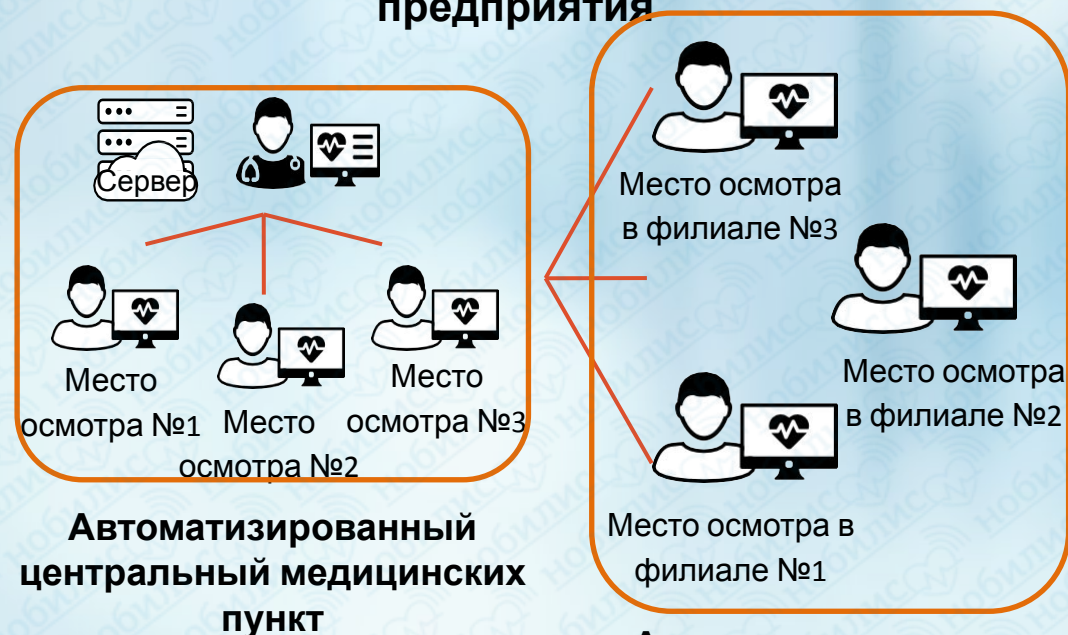 предприятия
Сервер
Место
осмотра №1
Место
осмотра №2
Место
осмотра №3
Автоматизированный
центральный медицинских
пункт
Место осмотра
в филиале №3
Место осмотра
в филиале №2
Место осмотра в
филиале №1